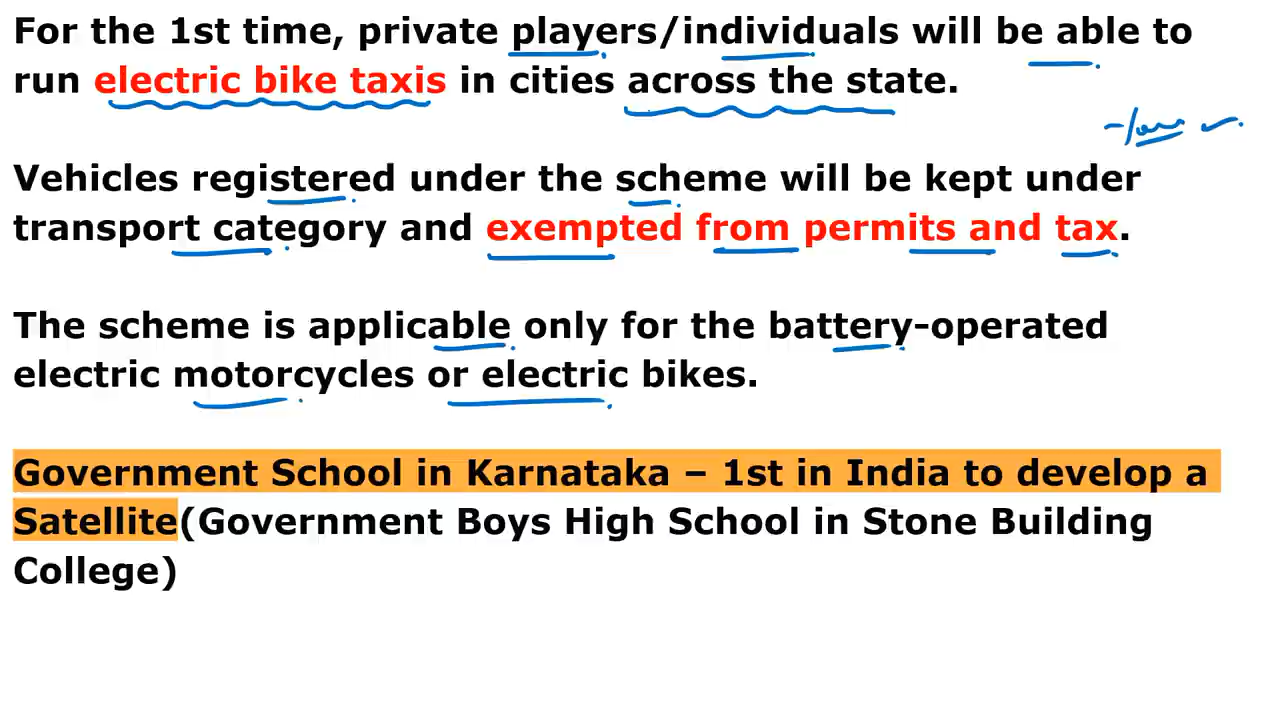 For the 1st time, private players/individuals will be able to
run electric bike taxis in cities across the state.
Vehicles registered under the scheme will be kept under
transport category and exempted from permits and tax.
The scheme is applicable only for the battery-operated
electric motorcycles or electric bikes.
Government School in Karnataka – 1st in India to develop a
Satellite(Government Boys High School in Stone Building
College)